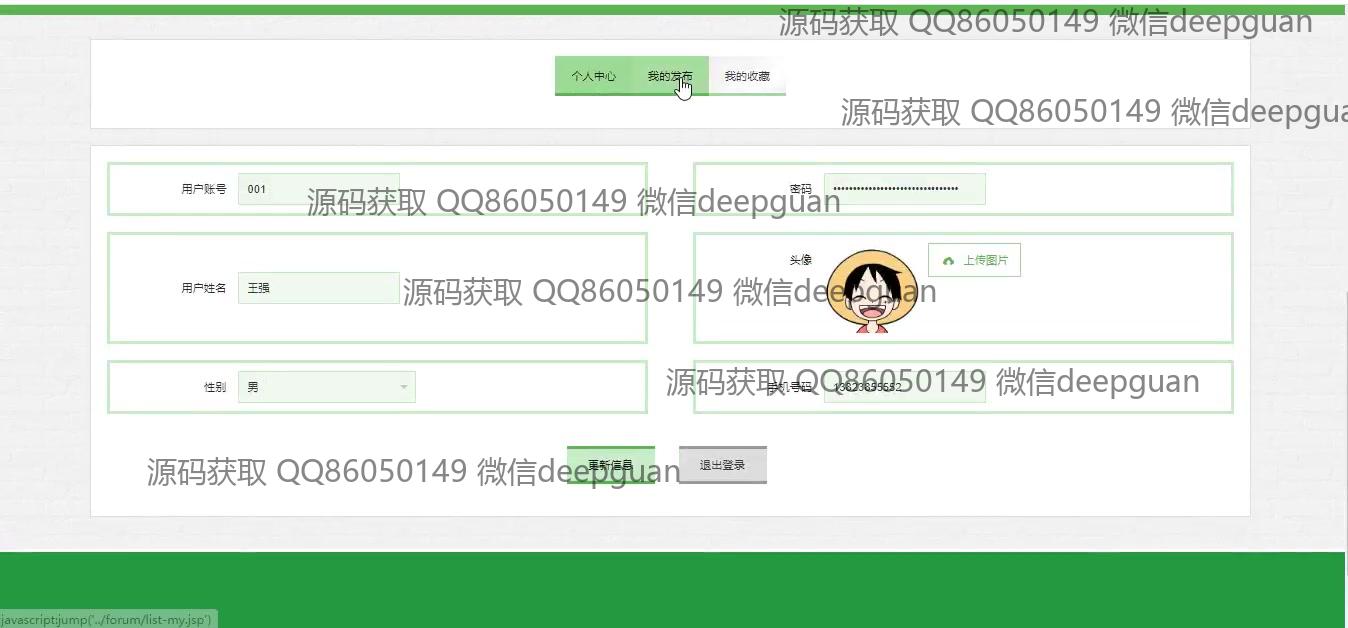 源码获取 QQ86050149 微信deepguan
个人中心 我的发布 我的收藏
源码获取 QQ86050149 微信deepgua
用户账号 001 密码 ••••••••••••••••••••••••••••••••
源码获取 QQ86050149 微信deepguan
头像 上传图片
用户姓名 王强
源码获取 QQ86050149 微信deepguan
性别 男 手机号码 13823855552
源码获取 QQ86050149 微信deepguan
更新信息 退出登录
源码获取 QQ86050149 微信deepguan
javascript:jump('../forum/list-my.jsp')